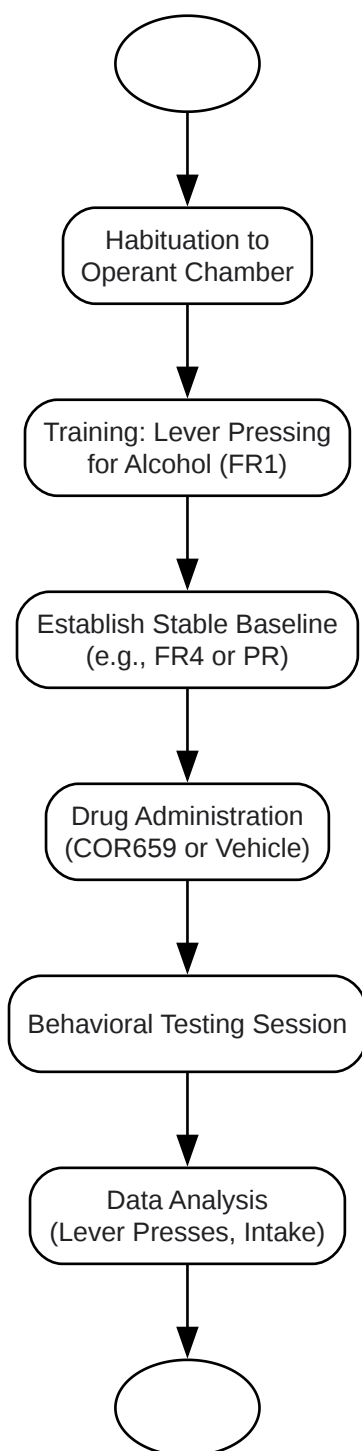 Habituation to
Operant Chamber
Training: Lever Pressing
for Alcohol (FR1)
Establish Stable Baseline
(e.g., FR4 or PR)
Drug Administration
(COR659 or Vehicle)
Behavioral Testing Session
Data Analysis
(Lever Presses, Intake)